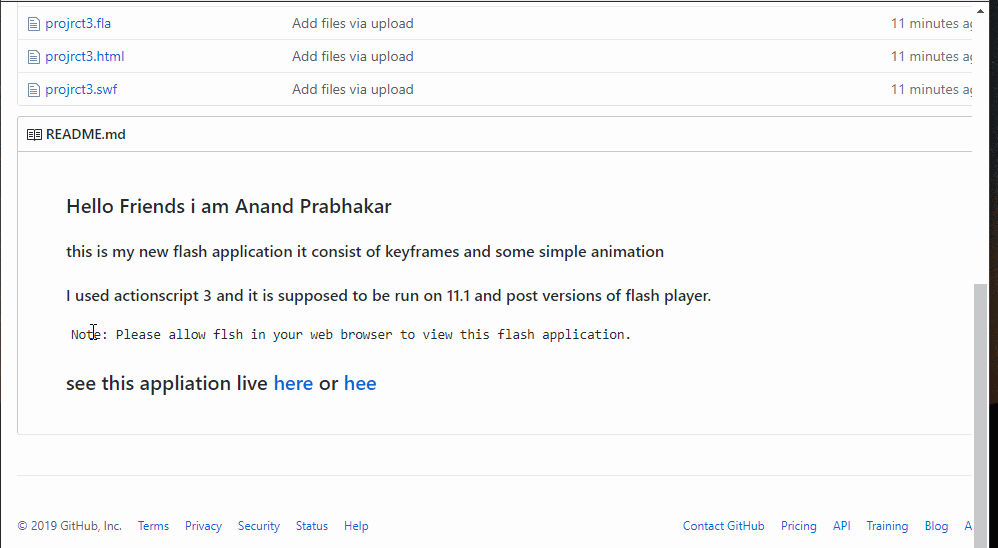 projrct3.fla Add files via upload 11 minutes
projrct3.html Add files via upload 11 minutes
projrct3.swf Add files via upload 11 minutes
README.md
Hello Friends i am Anand Prabhakar
this is my new flash application it consist of keyframes and some simple animation
I used actionscript 3 and it is supposed to be run on 11.1 and post versions of flash player.
Note: Please allow flsh in your web browser to view this flash application.
see this appliation live here or hee
© 2019 GitHub, Inc. Terms Privacy Security Status Help Contact GitHub Pricing API Training Blog A